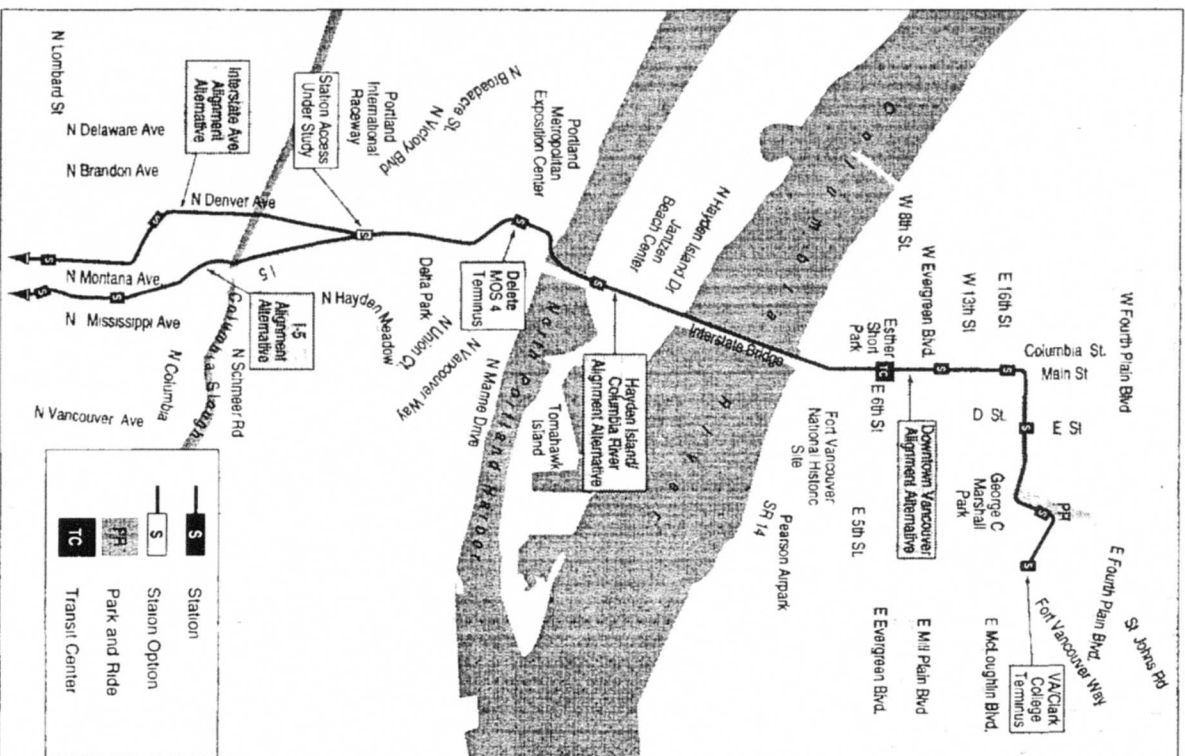 W Fourth Plain Blvd
St Johns Rd
E Fourth Plain Blvd.
Fort Vancouver Way
VA/Clark
College
Terminus
E 16th St
W 13th St
W Evergreen Blvd.
W 8th St.
Columbia St.
Main St
D St.
E St
PR
George C
Marshall
Park
E McLoughlin Blvd.
E Mill Plain Blvd
E Evergreen Blvd.
S
S
S
S
S
TC
Esther
Short
Park
E 6th St
Downtown Vancouver
Alignment Alternative
Fort Vancouver
National Historic
Site
E 5th St.
Pearson Airpark
SR 14
Columbia River
Interstate Bridge
N Hayden Island Dr
Jantzen
Beach Center
S
Hayden Island/
Columbia River
Alignment Alternative
Tomahawk
Island
North Portland Harbor
Portland
Metropolitan
Exposition Center
S
Delete
MOS 4
Terminus
N Marine Drive
N Vancouver Way
N Union Ct.
Delta Park
N Hayden Meadow
N Broadacre St.
N Victory Blvd
Portland
International
Raceway
Station Access
Under Study
S
I 5
I-5
Alignment
Alternative
N Schmeer Rd
Columbia Slough
N Columbia
Interstate Ave.
Alignment
Alternative
N Denver Ave
N Lombard St
N Delaware Ave
N Brandon Ave
S
S
N Montana Ave
S
S
N Mississippi Ave
N Vancouver Ave
S
Station
S
Staion Option
PR
Park and Ride
TC
Transit Center